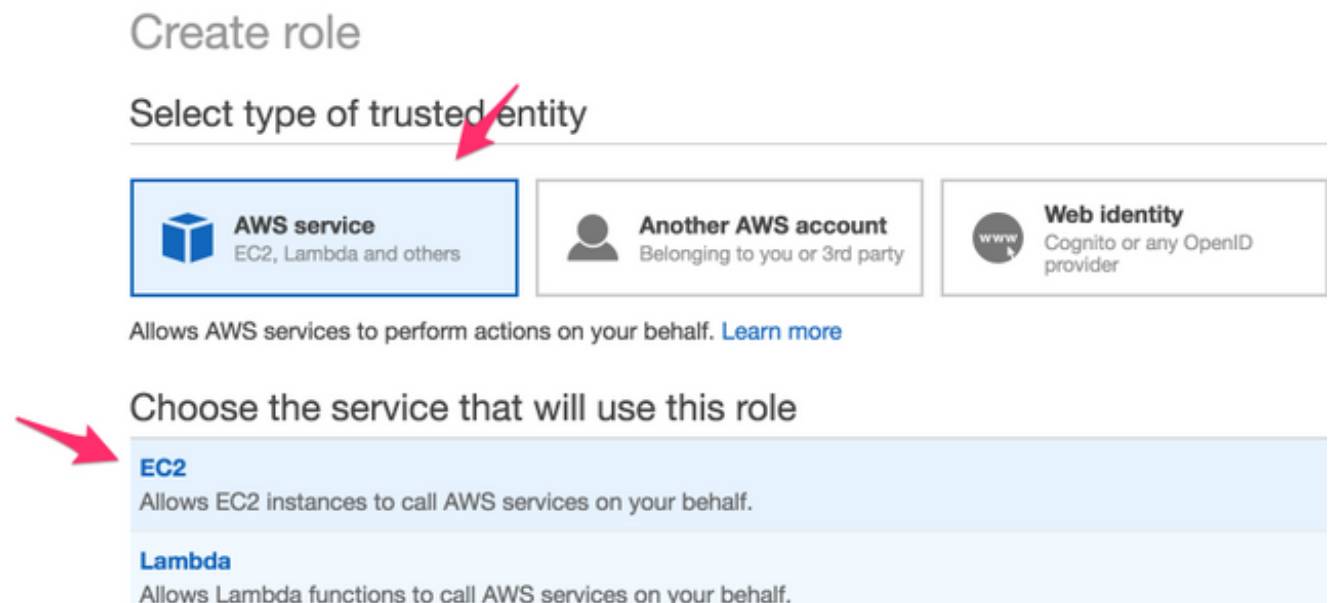 Create role
Select type of trusted entity
AWS service
EC2, Lambda and others
Another AWS account
Belonging to you or 3rd party
www
Web identity
Cognito or any OpenID
provider
Allows AWS services to perform actions on your behalf. Learn more
Choose the service that will use this role
EC2
Allows EC2 instances to call AWS services on your behalf.
Lambda
Allows Lambda functions to call AWS services on your behalf.